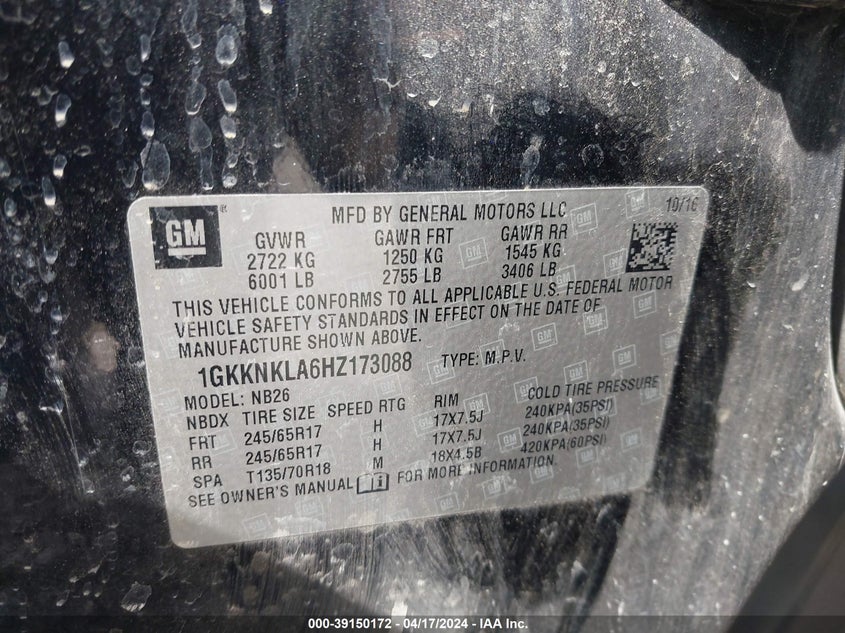 GM ®
MFD BY GENERAL MOTORS LLC
10/16
GVWR GAWR FRT GAWR RR
2722 KG 1250 KG 1545 KG
6001 LB 2755 LB 3406 LB
THIS VEHICLE CONFORMS TO ALL APPLICABLE U.S. FEDERAL MOTOR
VEHICLE SAFETY STANDARDS IN EFFECT ON THE DATE OF
MANUFACTURE SHOWN ABOVE.
1GKKNKLA6HZ173088 TYPE: M.P.V.
MODEL: NB26
NBDX TIRE SIZE SPEED RTG RIM COLD TIRE PRESSURE
FRT 245/65R17 H 17X7.5J 240KPA(35PSI)
RR 245/65R17 H 17X7.5J 240KPA(35PSI)
SPA T135/70R18 M 18X4.5B 420KPA(60PSI)
SEE OWNER'S MANUAL FOR MORE INFORMATION.
000-39150172 - 04/17/2024 - IAA Inc.